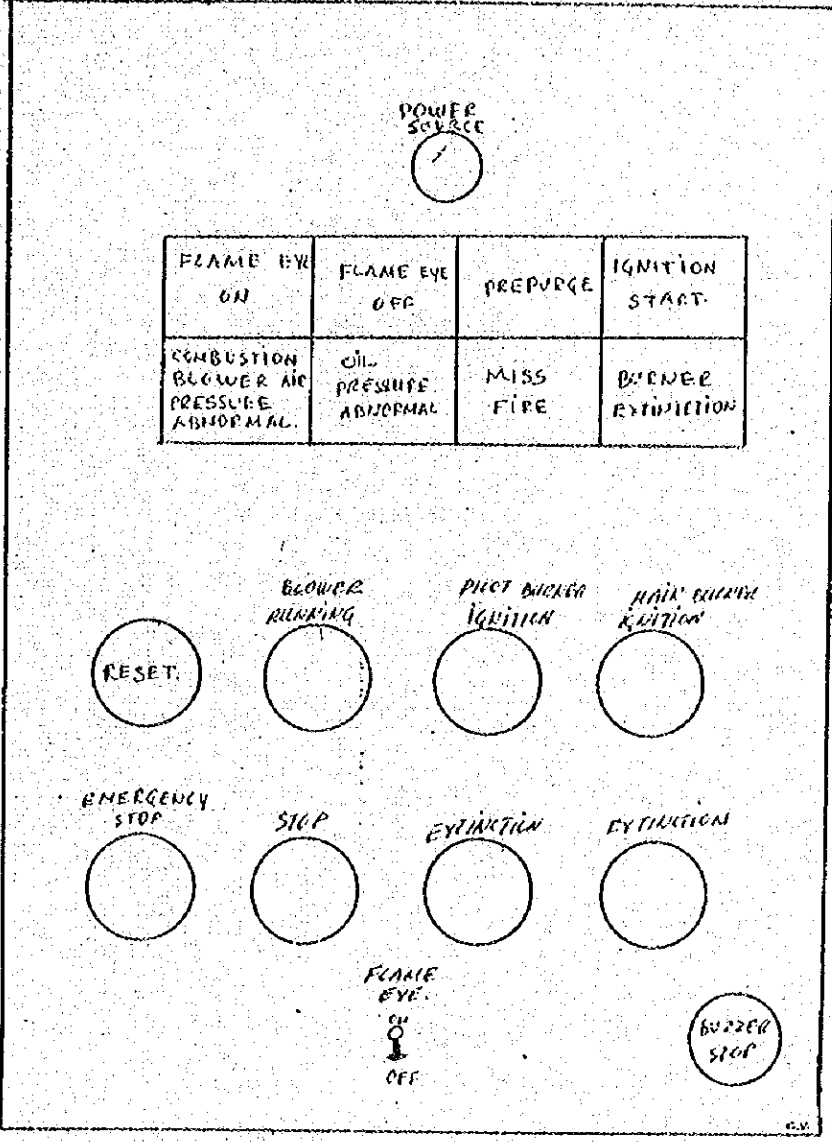 POWER
SOURCE
FLAME EYE
ON
FLAME EYE
OFF
PREPURGE
IGNITION
START.
COMBUSTION
BLOWER AIR
PRESSURE
ABNORMAL.
OIL
PRESSURE
ABNORMAL
MISS
FIRE
BURNER
EXTINCTION
BLOWER
RUNNING
PILOT BURNER
IGNITION
MAIN BURNER
IGNITION
RESET.
EMERGENCY
STOP
STOP
EXTINCTION
EXTINCTION
FLAME
EYE.
ON
OFF
BUZZER
STOP
C.V.